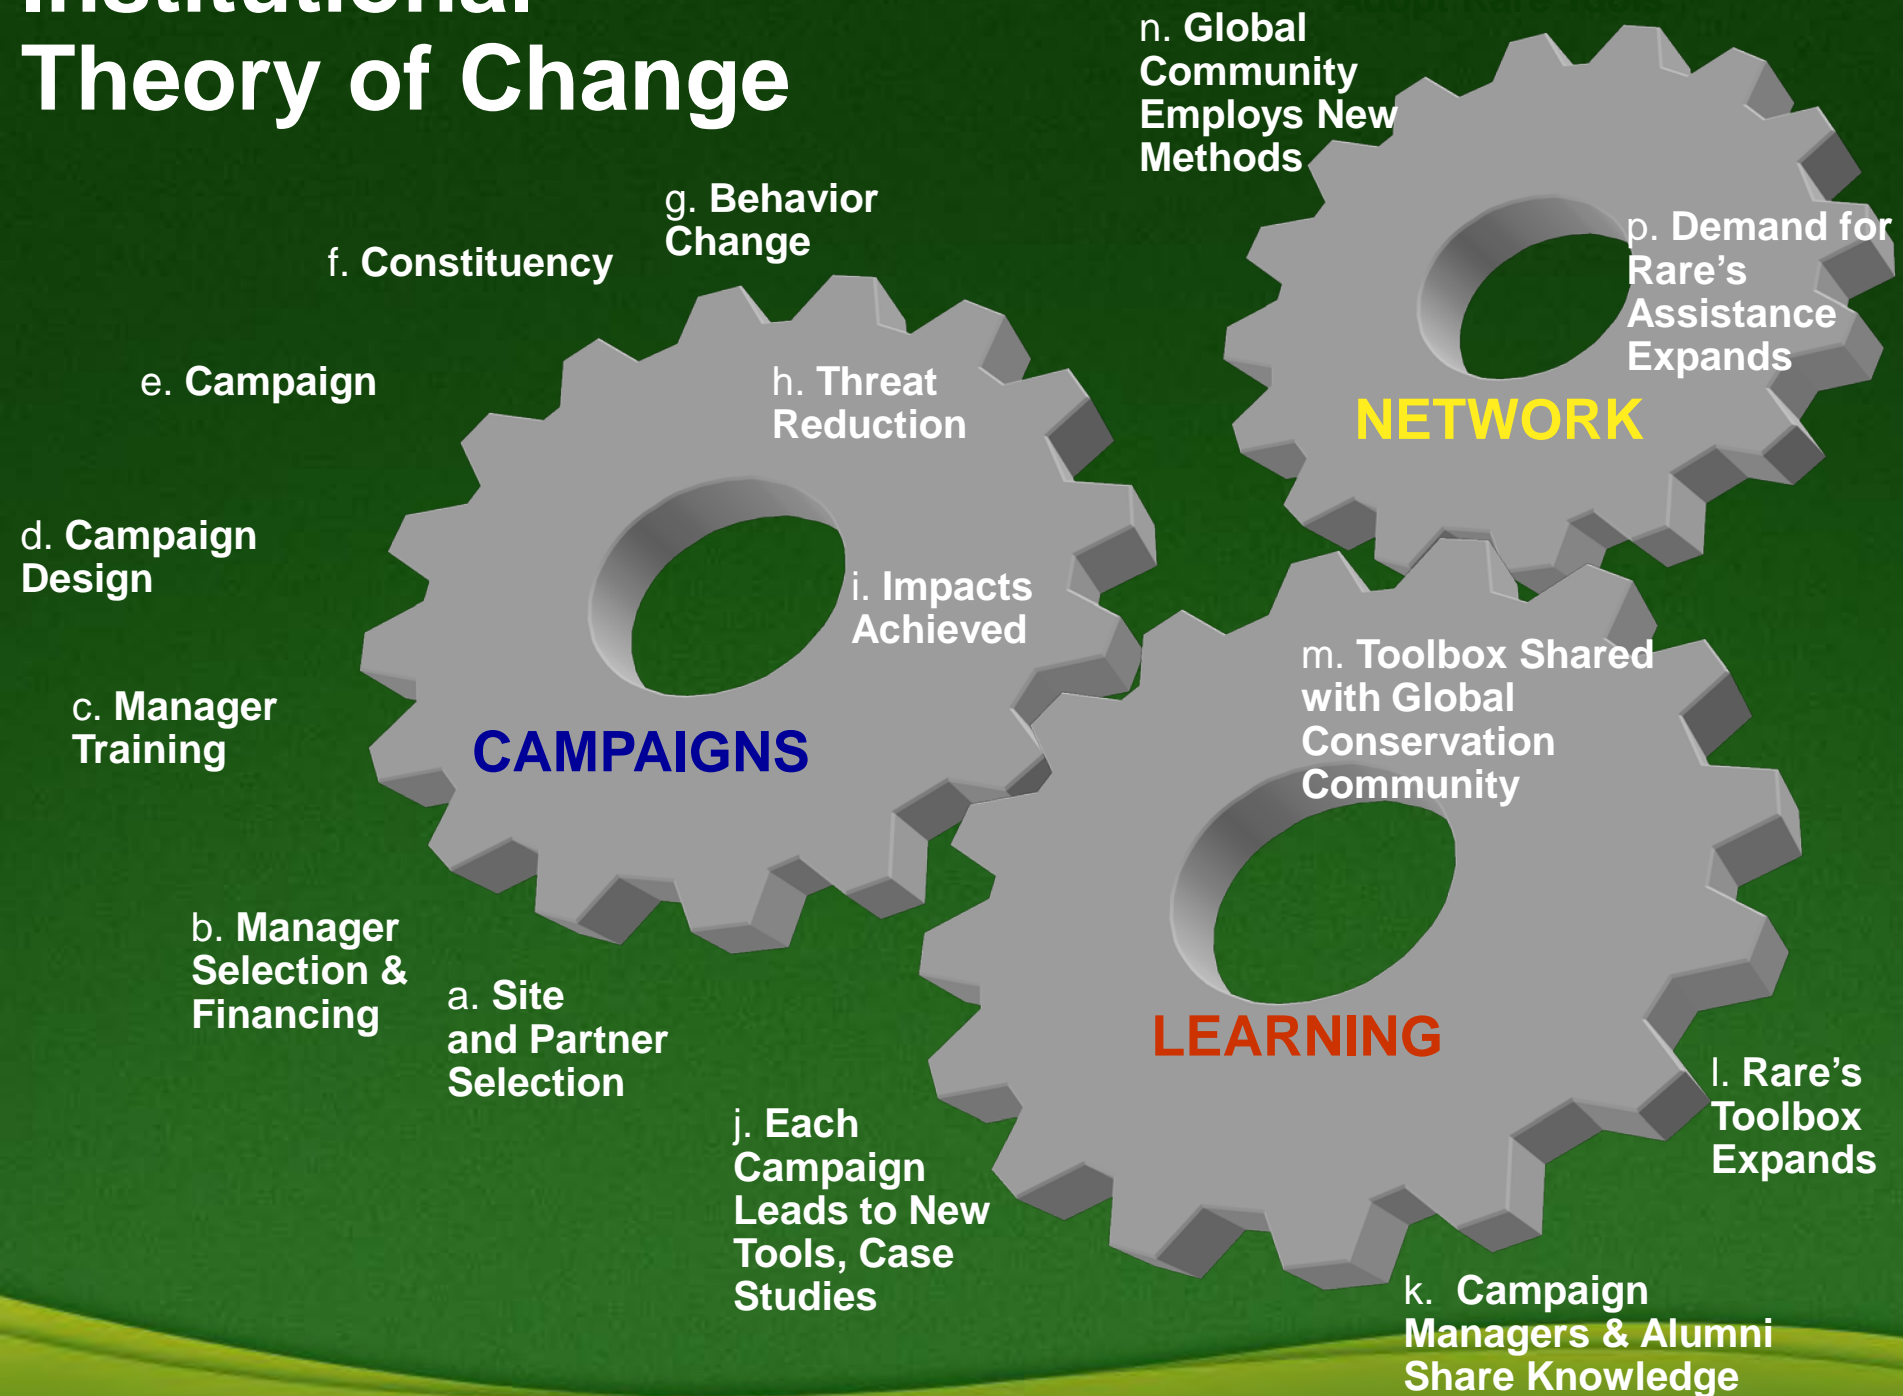 Institutional
Theory of Change
n. Global
Community
Employs New
Methods
g. Behavior
Change
f. Constituency
p. Demand for
Rare's
Assistance
Expands
e. Campaign
h. Threat
Reduction
NETWORK
d. Campaign
Design
i. Impacts
Achieved
m. Toolbox Shared
with Global
Conservation
Community
c. Manager
Training
CAMPAIGNS
b. Manager
Selection &
Financing
a. Site
and Partner
Selection
LEARNING
l. Rare's
Toolbox
Expands
j. Each
Campaign
Leads to New
Tools, Case
Studies
k. Campaign
Managers & Alumni
Share Knowledge